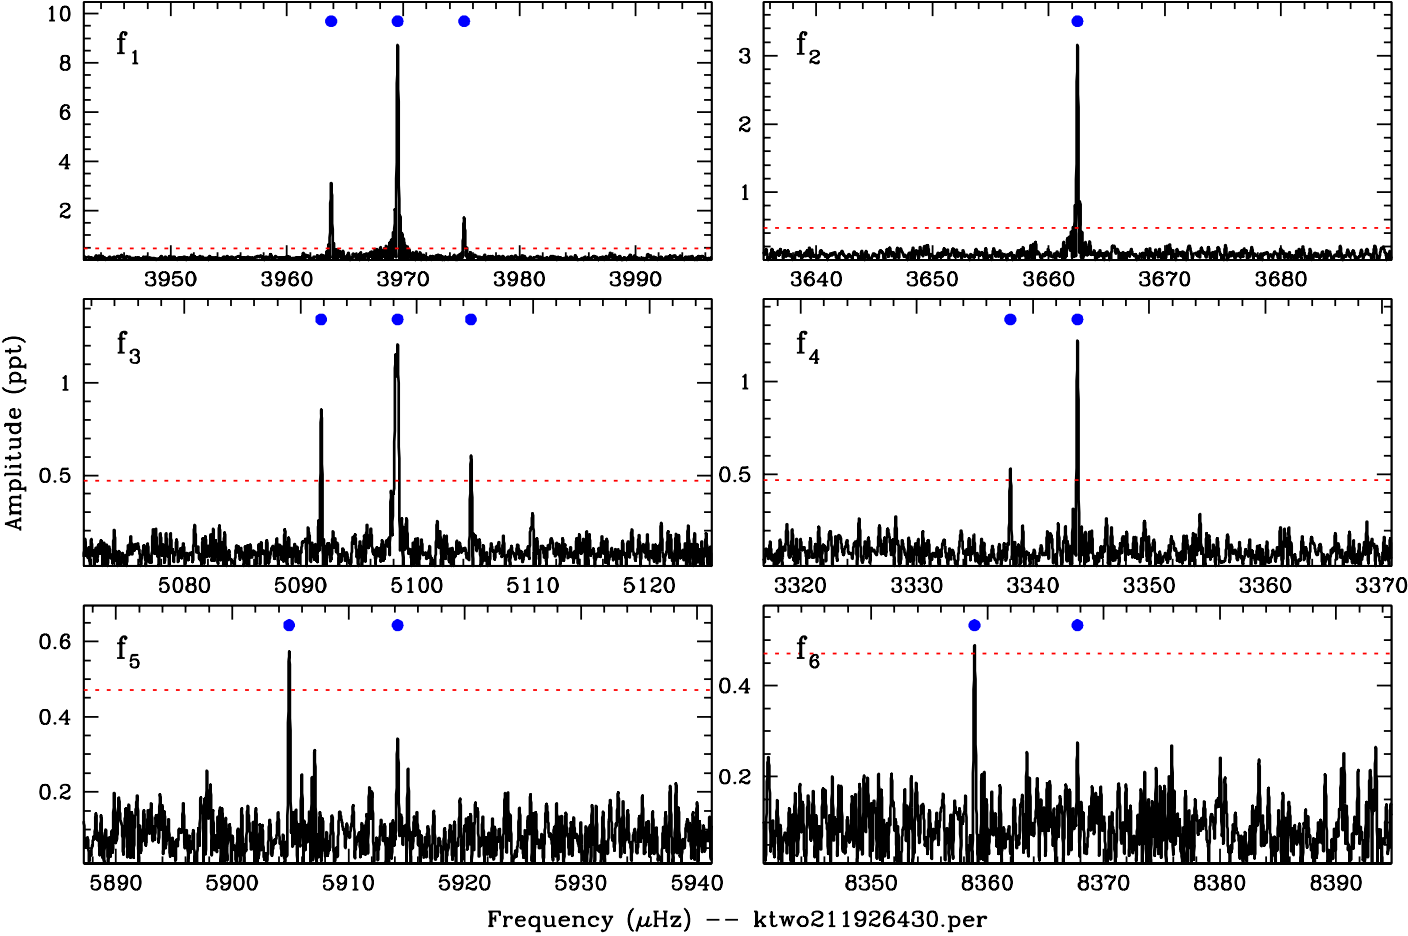 10
8
6
4
2
f1
3950 3960 3970 3980 3990
3
2
1
f2
3640 3650 3660 3670 3680
1
0.5
f3
5080 5090 5100 5110 5120
1
0.5
f4
3320 3330 3340 3350 3360 3370
0.6
0.4
0.2
f5
5890 5900 5910 5920 5930 5940
0.4
0.2
f6
8350 8360 8370 8380 8390
Amplitude (ppt)
Frequency (μHz) -- ktwo211926430.per